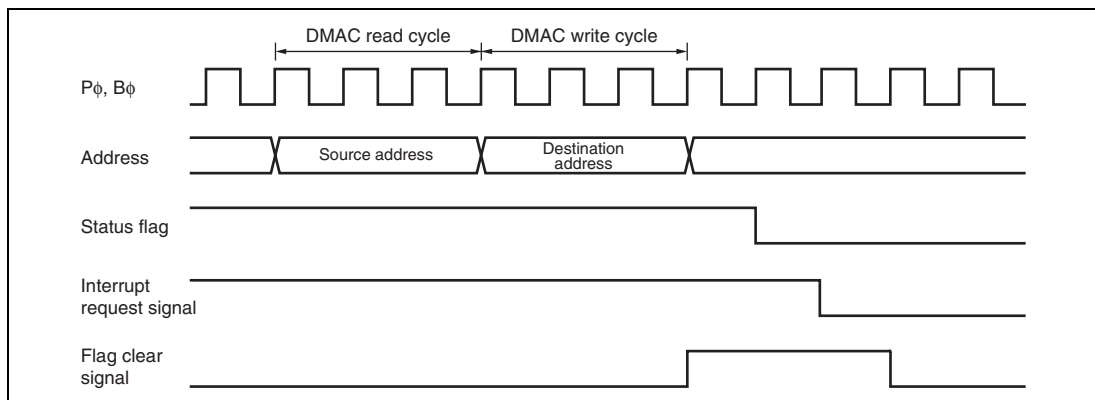 DMAC read cycle DMAC write cycle
Pϕ, Bϕ
Address
Source address
Destination
address
Status flag
Interrupt
request signal
Flag clear
signal